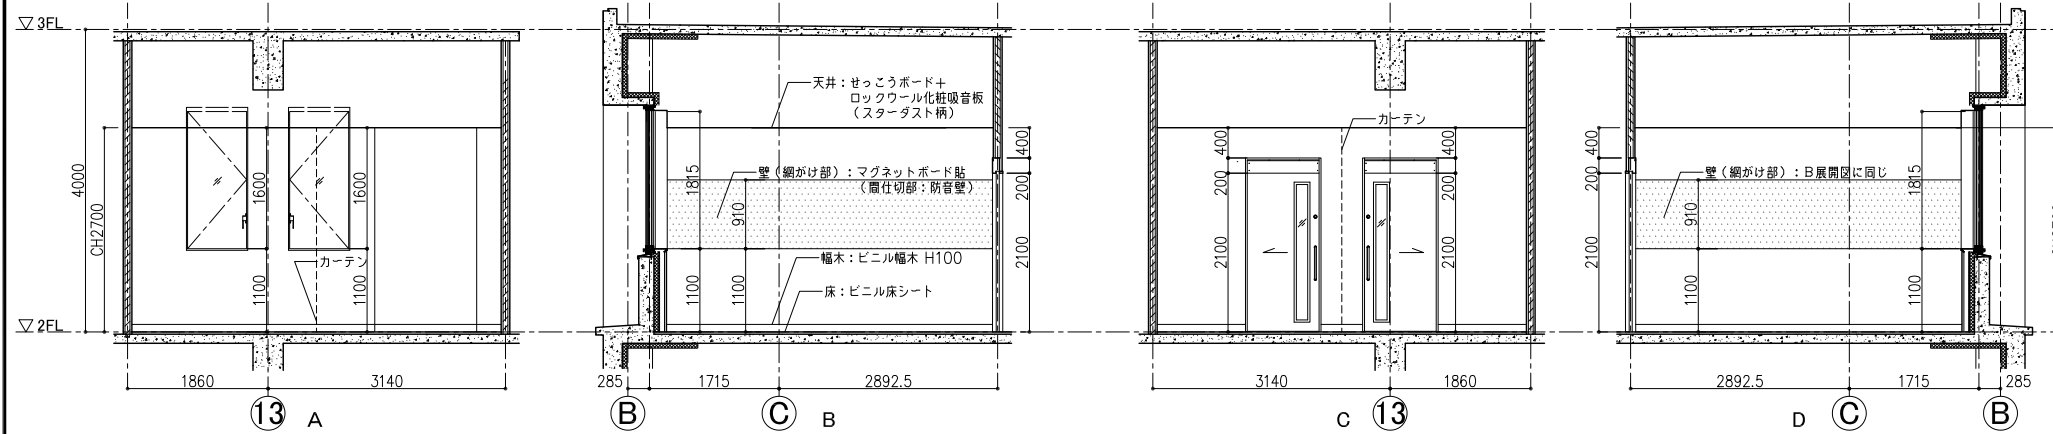 ▽3FL
▽2FL
4000
CH2700
1600
1600
1100
1100
カーテン
1860
3140
13
A
天井：せっこうボード＋
ロックウール化粧吸音板
（スターダスト柄）
壁（網がけ部）：マグネットボード貼
（間仕切部：防音壁）
幅木：ビニル幅木 H100
床：ビニル床シート
1815
910
1100
1100
400
200
2100
285
1715
2892.5
B
C
B
カーテン
400
200
2100
400
200
2100
3140
1860
C
13
壁（網がけ部）：B展開図に同じ
400
200
2100
910
1100
1815
1100
2892.5
1715
285
D
C
B